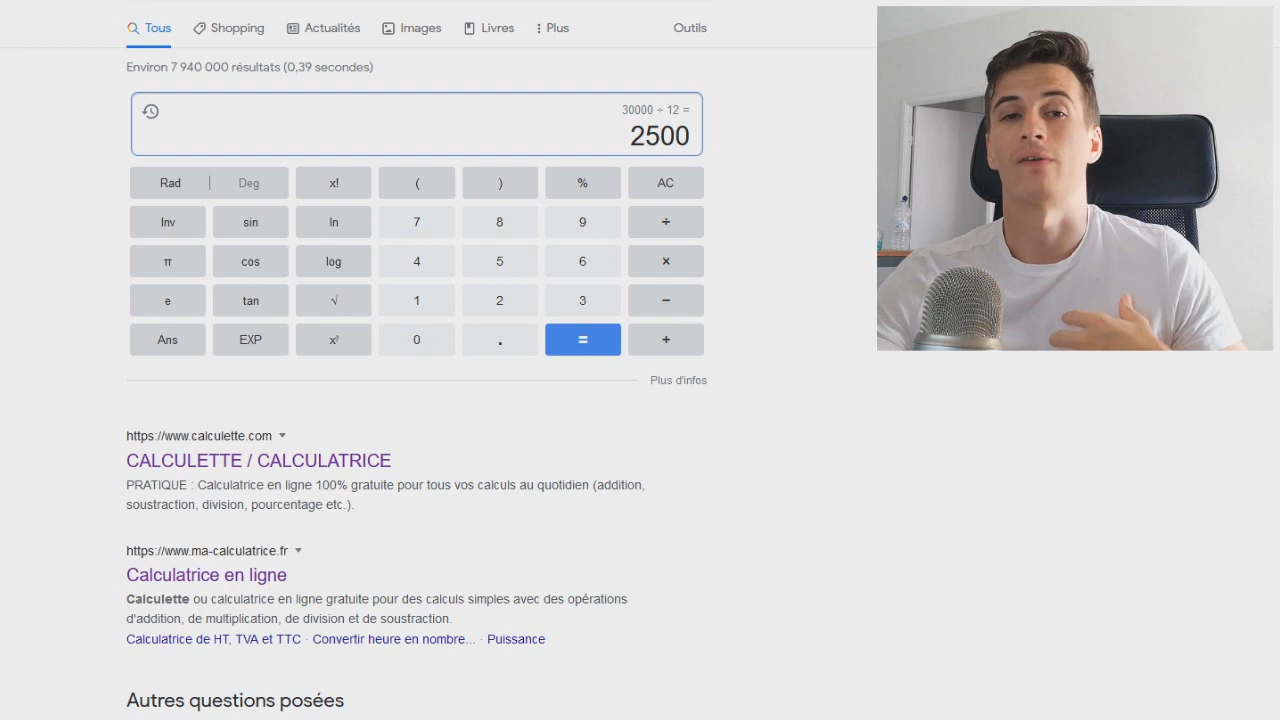 Tous Shopping Actualités Images Livres Plus Outils
Environ 7 940 000 résultats (0,39 secondes)
30000 ÷ 12 =
2500
Rad | Deg x! ( ) % AC
Inv sin ln 7 8 9 ÷
π cos log 4 5 6 ×
e tan √ 1 2 3 −
Ans EXP xʸ 0 . = +
Plus d'infos
https://www.calculette.com
CALCULETTE / CALCULATRICE
PRATIQUE : Calculatrice en ligne 100% gratuite pour tous vos calculs au quotidien (addition,
soustraction, division, pourcentage etc.).
https://www.ma-calculatrice.fr
Calculatrice en ligne
Calculette ou calculatrice en ligne gratuite pour des calculs simples avec des opérations
d'addition, de multiplication, de division et de soustraction.
Calculatrice de HT, TVA et TTC · Convertir heure en nombre... · Puissance
Autres questions posées